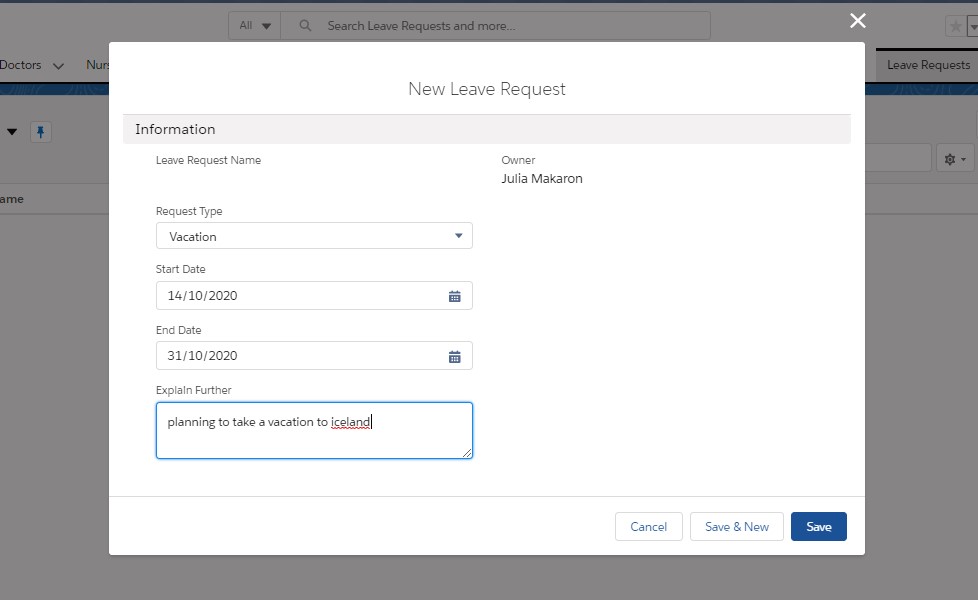 All
Search Leave Requests and more...
Doctors
Leave Requests
New Leave Request
Information
Leave Request Name
Owner
Julia Makaron
Request Type
Vacation
Start Date
14/10/2020
End Date
31/10/2020
Explain Further
planning to take a vacation to iceland
Cancel
Save & New
Save